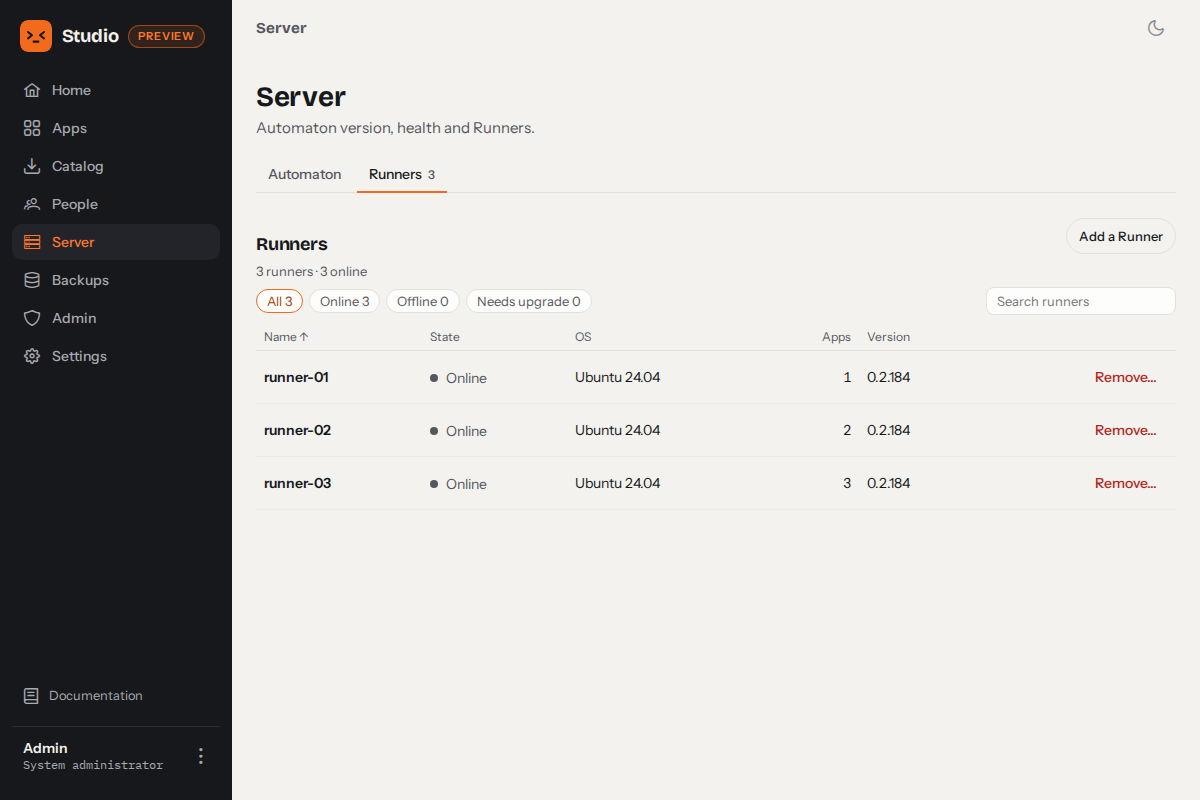 Studio PREVIEW
Home
Apps
Catalog
People
Server
Backups
Admin
Settings
Documentation
Admin
System administrator
Server
Server
Automaton version, health and Runners.
Automaton Runners 3
Runners
Add a Runner
3 runners · 3 online
All 3 Online 3 Offline 0 Needs upgrade 0 Search runners
Name ↑ State OS Apps Version
runner-01 Online Ubuntu 24.04 1 0.2.184 Remove...
runner-02 Online Ubuntu 24.04 2 0.2.184 Remove...
runner-03 Online Ubuntu 24.04 3 0.2.184 Remove...